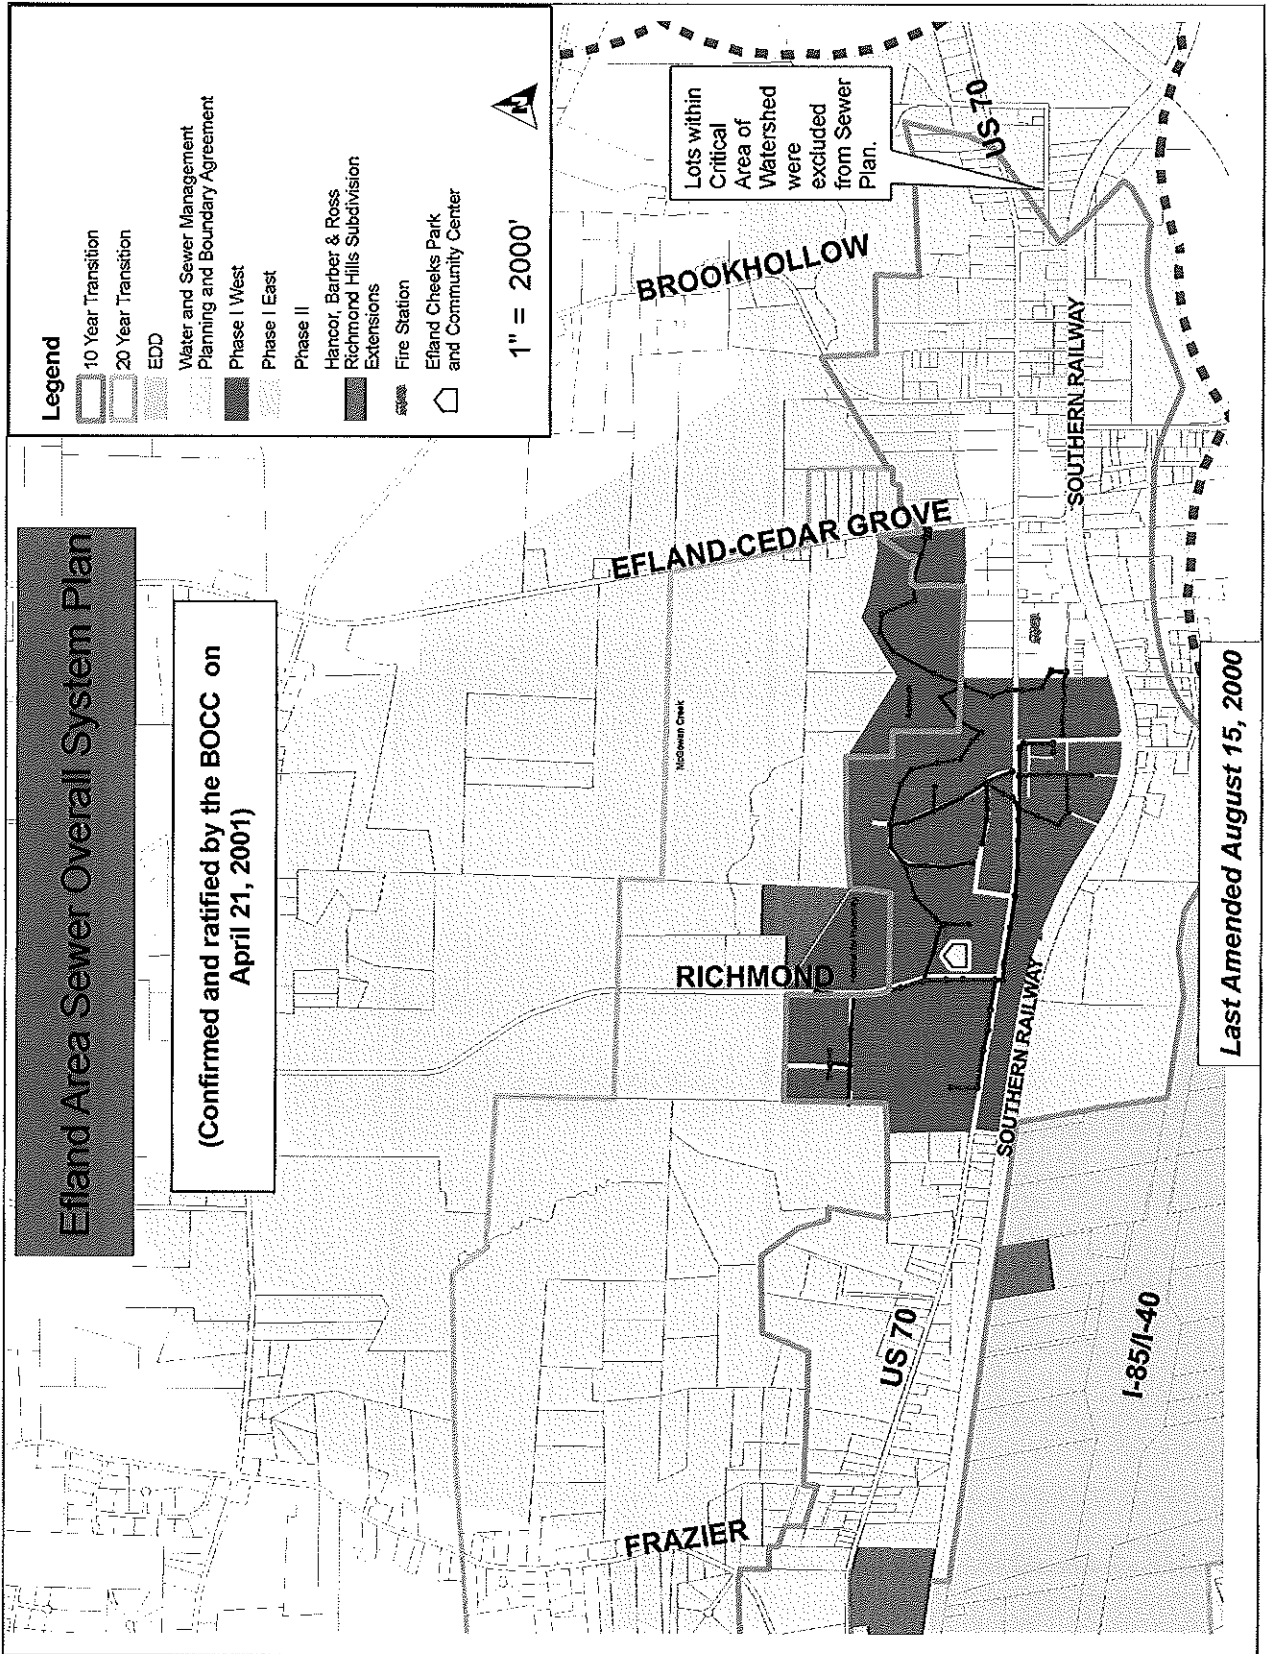 Efland Area Sewer Overall System Plan
(Confirmed and ratified by the BOCC on
April 21, 2001)
Legend
10 Year Transition
20 Year Transition
EDD
Water and Sewer Management
Planning and Boundary Agreement
Phase I West
Phase I East
Phase II
Hancor, Barber & Ross
Richmond Hills Subdivision
Extensions
Fire Station
Efland Cheeks Park
and Community Center
N
1" = 2000'
Lots within
Critical
Area of
Watershed
were
excluded
from Sewer
Plan.
US 70
BROOKHOLLOW
EFLAND-CEDAR GROVE
SOUTHERN RAILWAY
McGowan Creek
RICHMOND
SOUTHERN RAILWAY
US 70
FRAZIER
I-85/I-40
Last Amended August 15, 2000